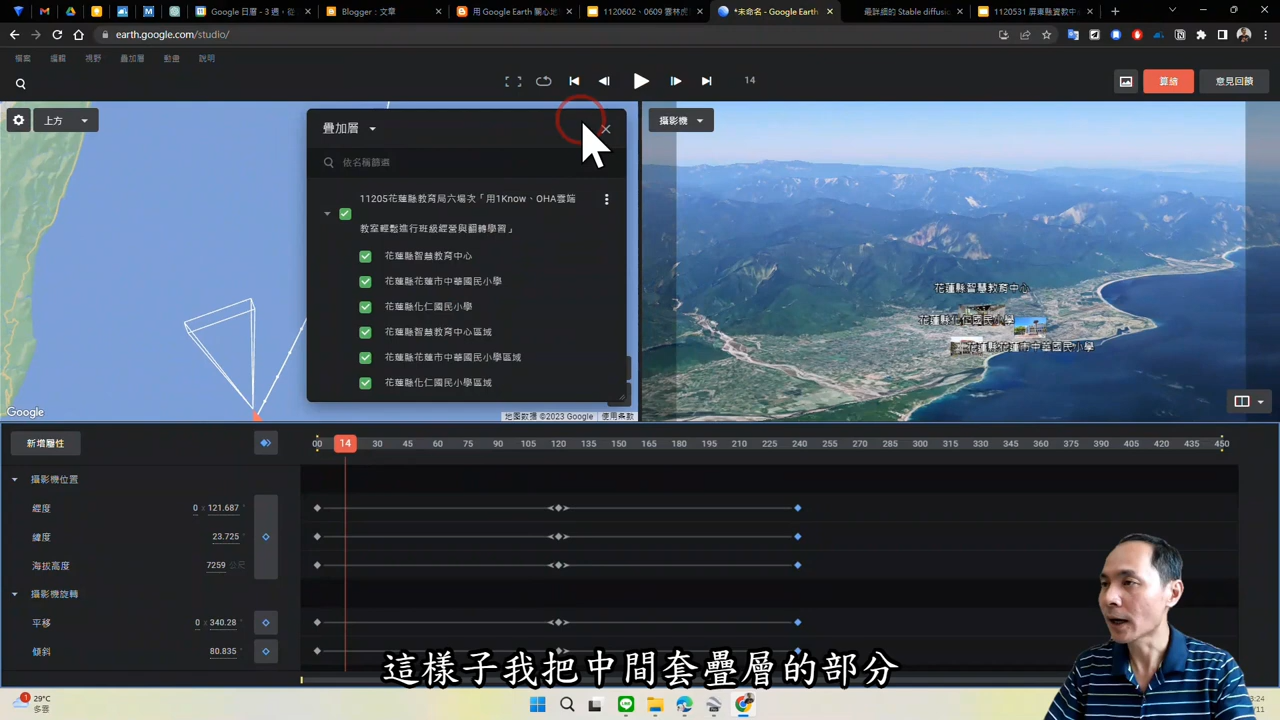 Google 日曆 - 3 週，從
Blogger：文章
用 Google Earth 關心地
1120602、0609 雲林虎
*未命名 - Google Earth
最詳細的 Stable diffusi
1120531 屏東縣資教中
earth.google.com/studio/
檔案 編輯 視野 疊加層 動畫 說明
14
算繪
意見回饋
上方
疊加層
依名稱篩選
11205花蓮縣教育局六場次「用1Know、OHA雲端
教室輕鬆進行班級經營與翻轉學習」
花蓮縣智慧教育中心
花蓮縣花蓮市中華國民小學
花蓮縣化仁國民小學
花蓮縣智慧教育中心區域
花蓮縣花蓮市中華國民小學區域
花蓮縣化仁國民小學區域
Google
地圖數據 ©2023 Google
使用條款
攝影機
花蓮縣智慧教育中心
花蓮縣化仁國民小學
花蓮縣花蓮市中華國民小學
新增屬性
00 14 30 45 60 75 90 105 120 135 150 165 180 195 210 225 240 255 270 285 300 315 330 345 360 375 390 405 420 435 450
攝影機位置
經度 0 x 121.687 °
緯度 23.725 °
海拔高度 7259 公尺
攝影機旋轉
平移 0 x 340.28 °
傾斜 80.835 °
這樣子我把中間套疊層的部分
29°C
多雲